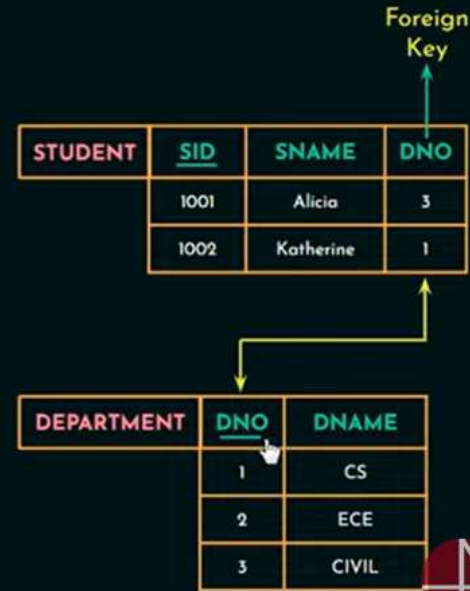 Foreign
Key
STUDENT SID SNAME DNO
1001 Alicia 3
1002 Katherine 1
DEPARTMENT DNO DNAME
1 CS
2 ECE
3 CIVIL